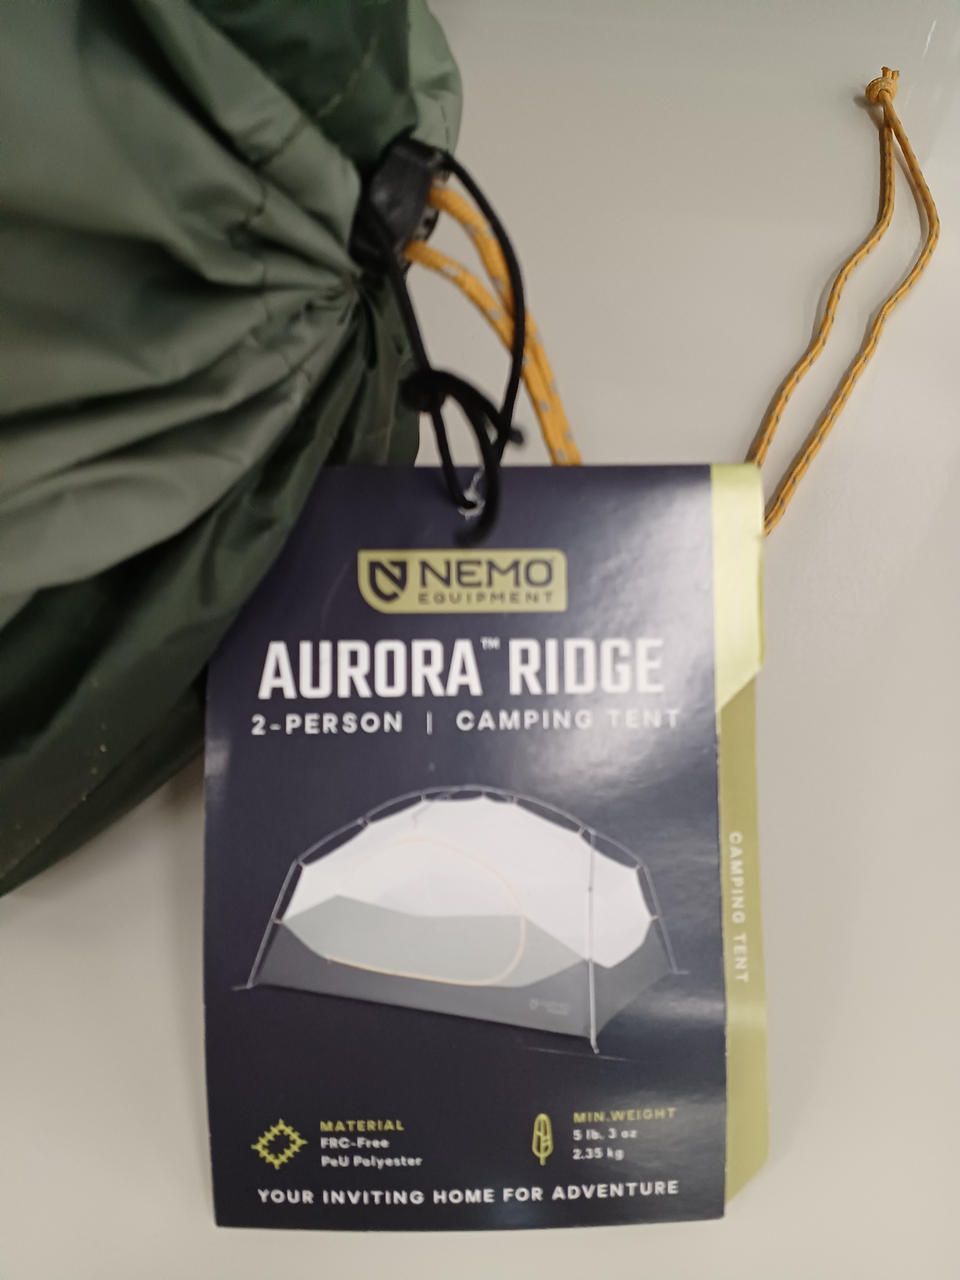 NEMO
EQUIPMENT
AURORA™ RIDGE
2-PERSON | CAMPING TENT
CAMPING TENT
MATERIAL
FRC-Free
PeU Polyester
MIN. WEIGHT
5 lb. 3 oz
2.35 kg
YOUR INVITING HOME FOR ADVENTURE